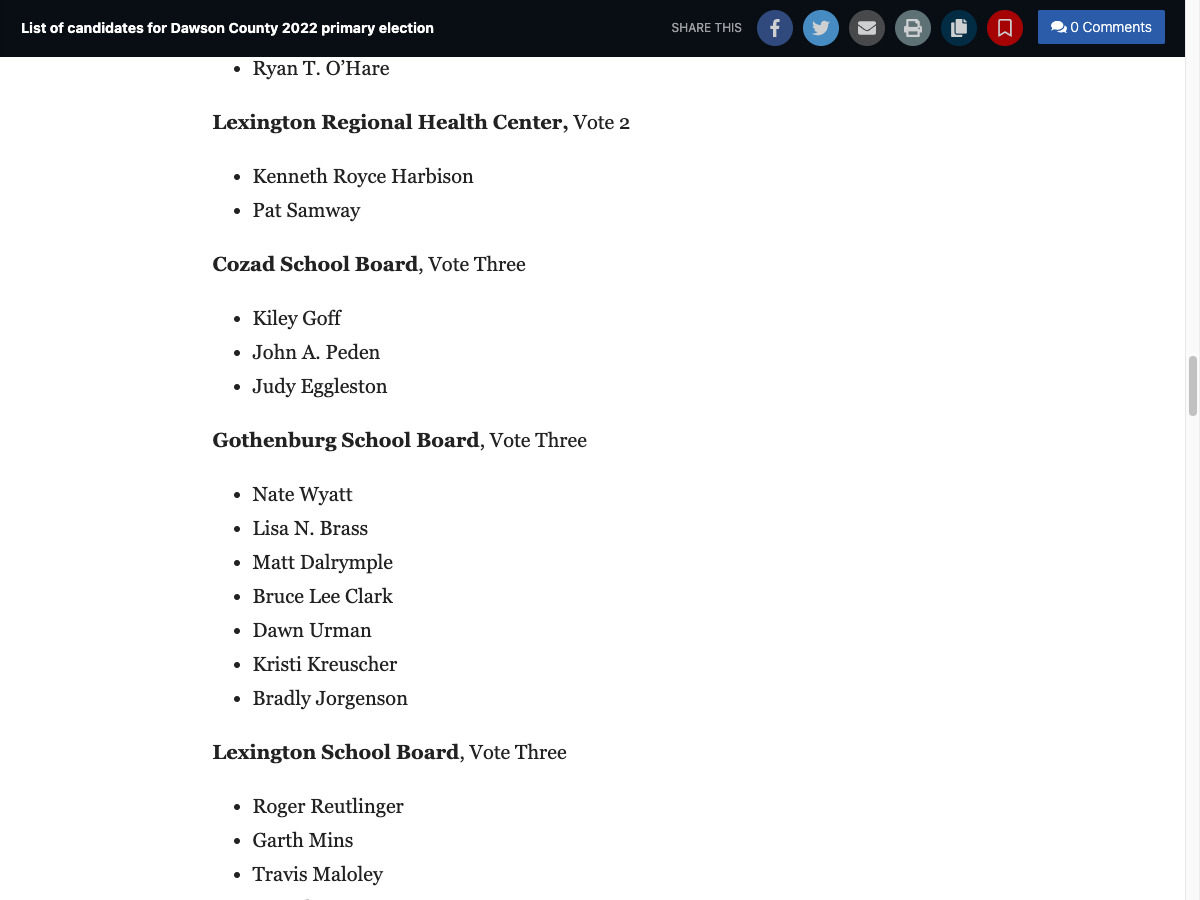 List of candidates for Dawson County 2022 primary election
SHARE THIS
0 Comments
Ryan T. O’Hare
Lexington Regional Health Center, Vote 2
Kenneth Royce Harbison
Pat Samway
Cozad School Board, Vote Three
Kiley Goff
John A. Peden
Judy Eggleston
Gothenburg School Board, Vote Three
Nate Wyatt
Lisa N. Brass
Matt Dalrymple
Bruce Lee Clark
Dawn Urman
Kristi Kreuscher
Bradly Jorgenson
Lexington School Board, Vote Three
Roger Reutlinger
Garth Mins
Travis Maloley